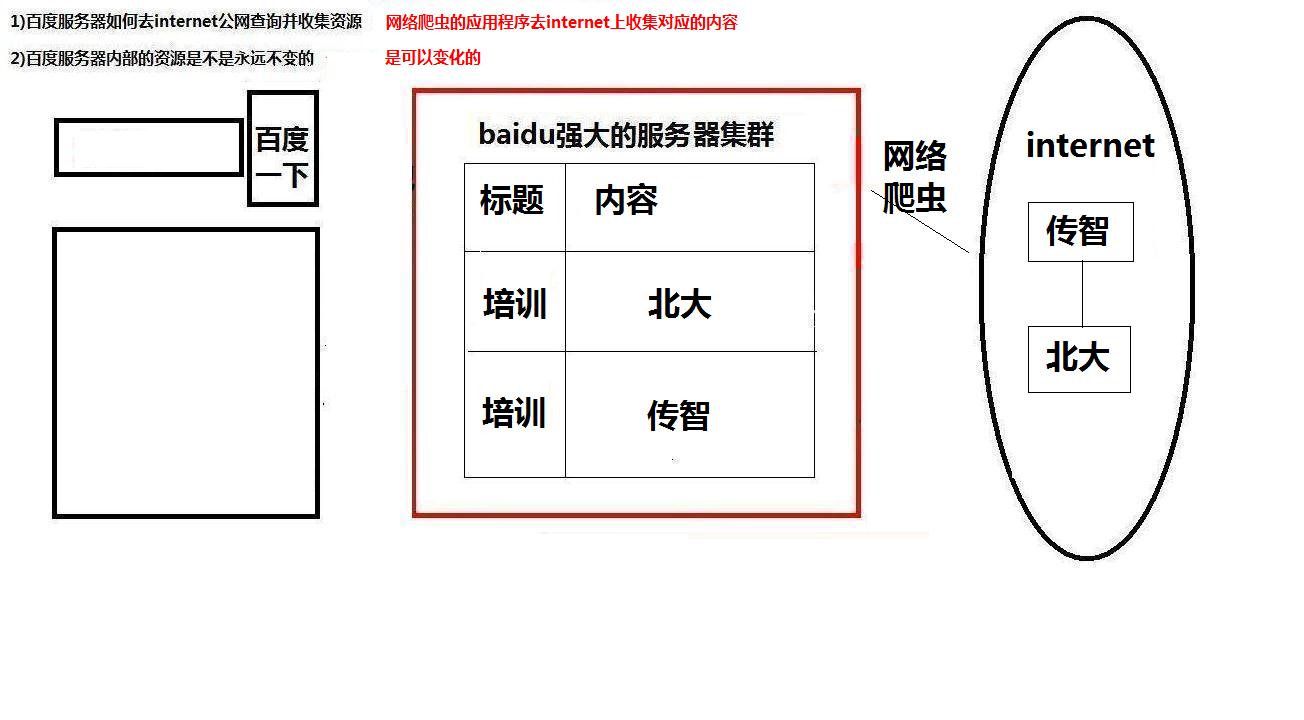 1)百度服务器如何去internet公网查询并收集资源 网络爬虫的应用程序去internet上收集对应的内容
2)百度服务器内部的资源是不是永远不变的 是可以变化的
百度
一下
baidu强大的服务器集群
标题 内容
培训 北大
培训 传智
网络
爬虫
internet
传智
北大